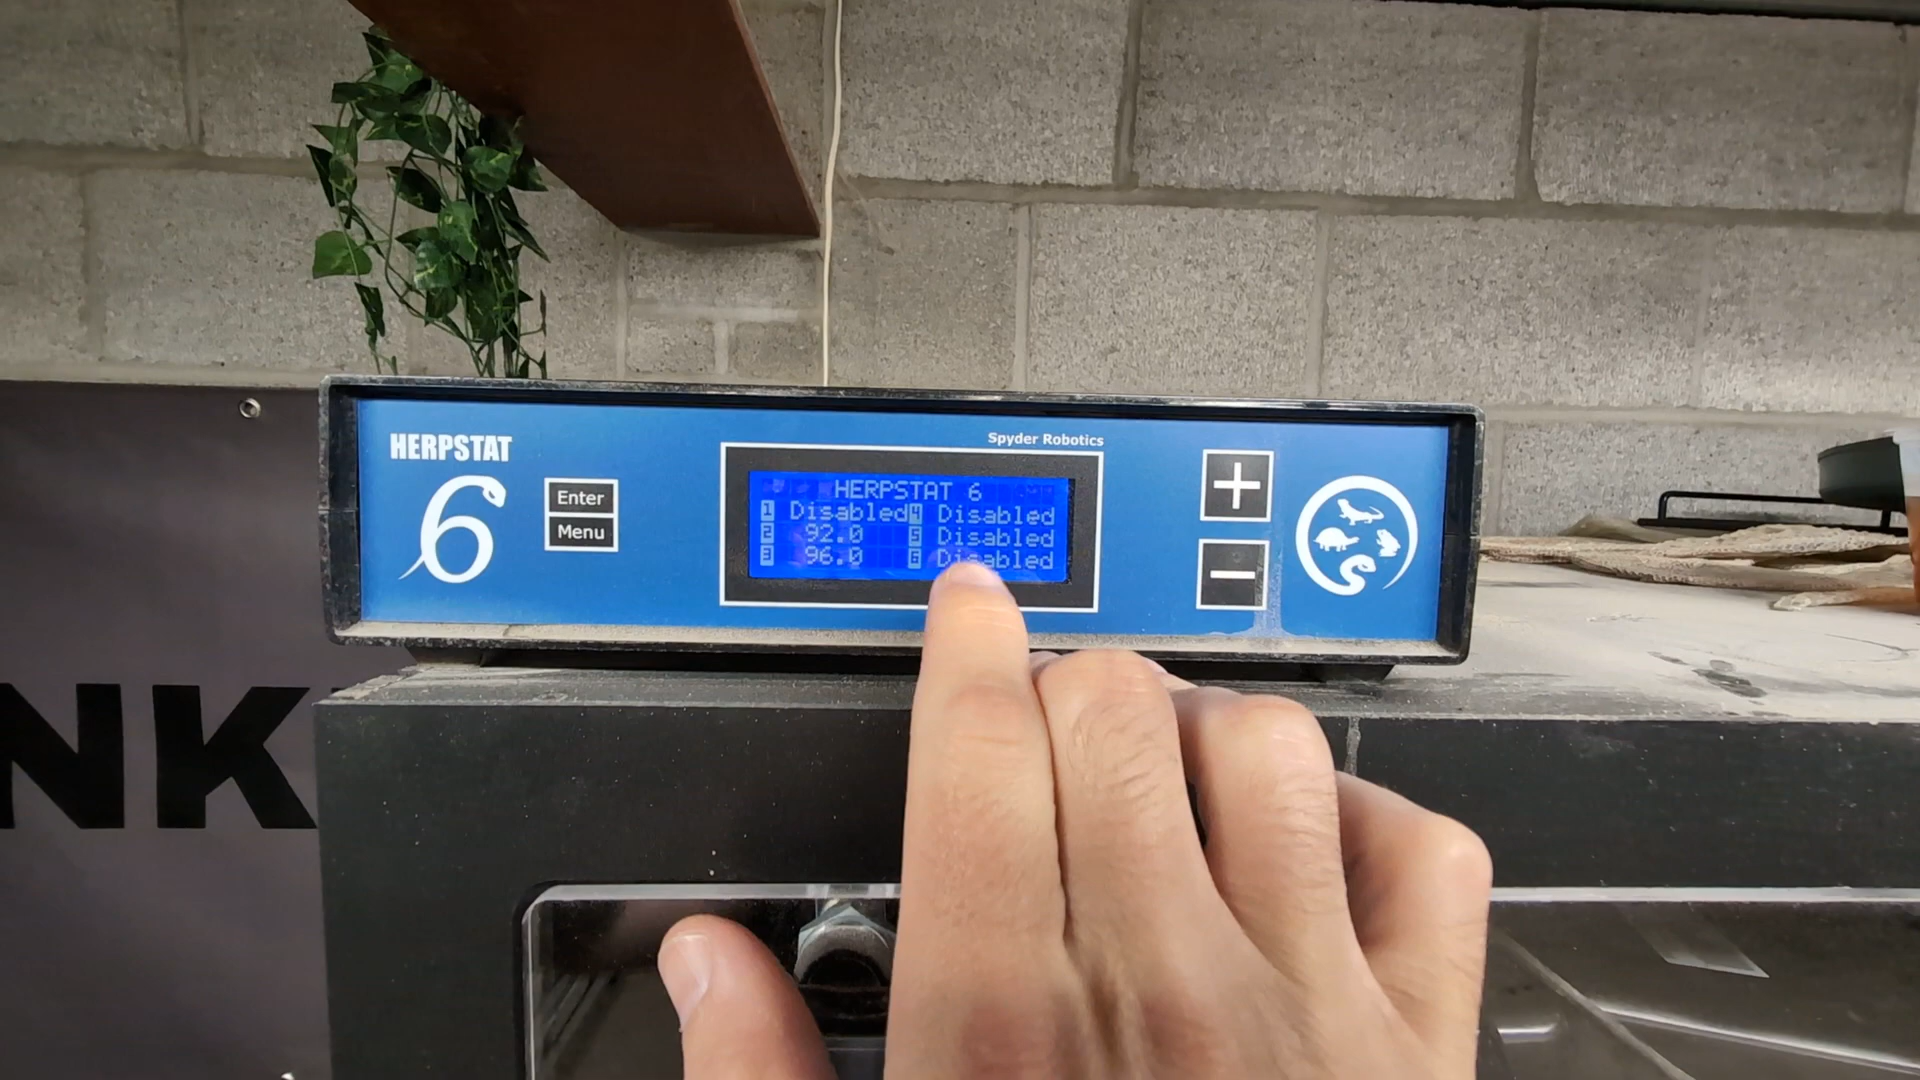 HERPSTAT
6
Enter
Menu
Spyder Robotics
HERPSTAT 6
1 Disabled 4 Disabled
2 92.0 5 Disabled
3 96.0 6 Disabled
+
−
NK